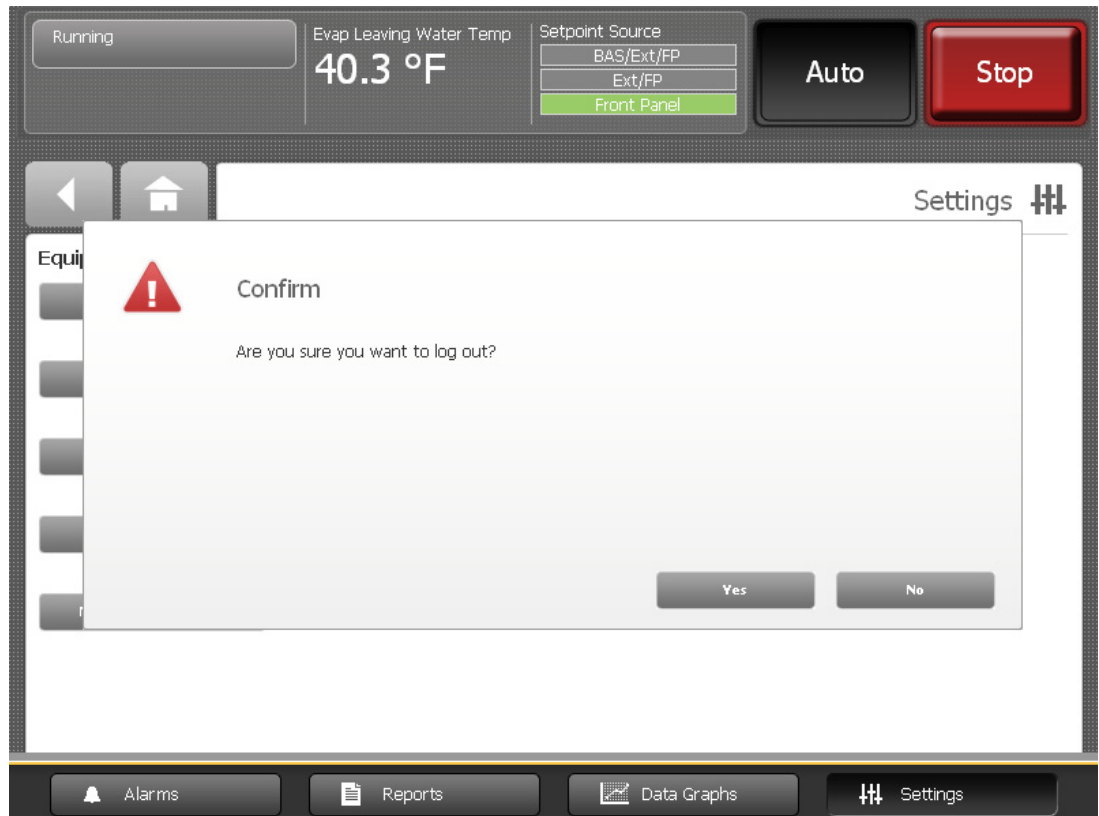 Running
Evap Leaving Water Temp
40.3 °F
Setpoint Source
BAS/Ext/FP
Ext/FP
Front Panel
Auto
Stop
Settings
Confirm
Are you sure you want to log out?
Yes
No
Alarms
Reports
Data Graphs
Settings